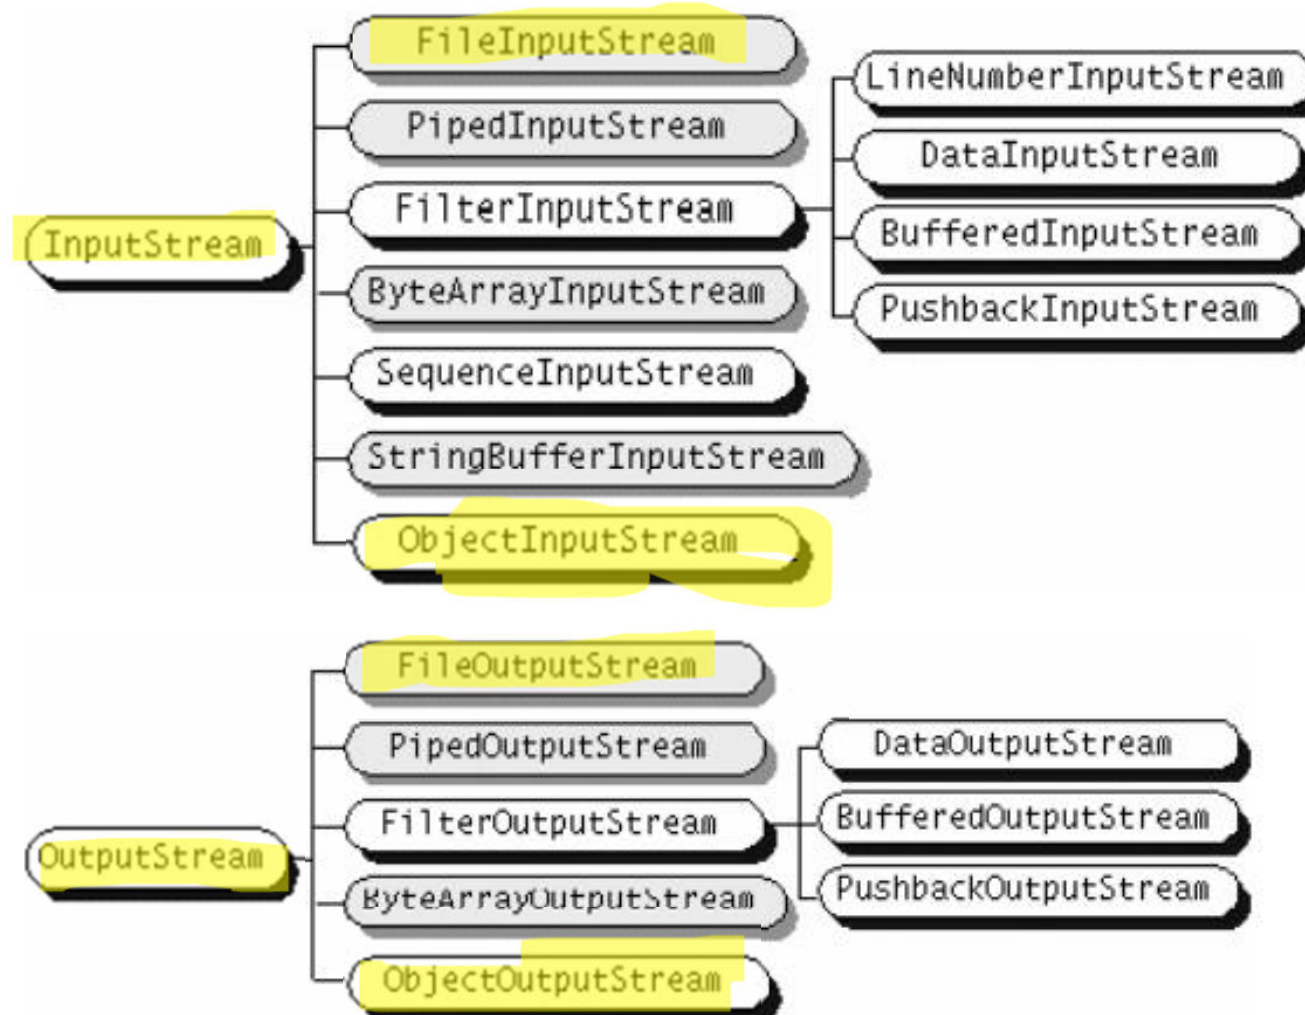 FileInputStream
LineNumberInputStream
PipedInputStream
DataInputStream
FilterInputStream
BufferedInputStream
InputStream
ByteArrayInputStream
PushbackInputStream
SequenceInputStream
StringBufferInputStream
ObjectInputStream
FileOutputStream
PipedOutputStream
DataOutputStream
FilterOutputStream
BufferedOutputStream
OutputStream
ByteArrayOutputStream
PushbackOutputStream
ObjectOutputStream